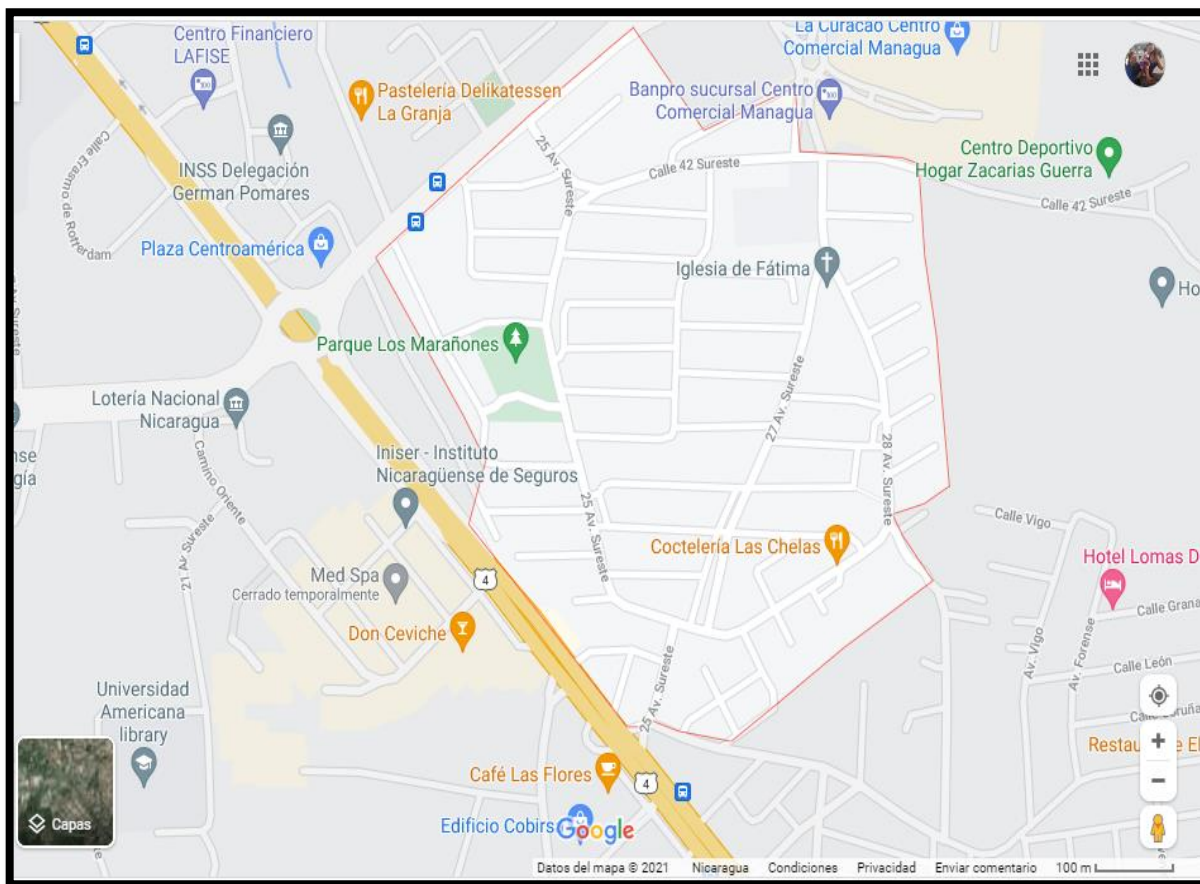 Centro Financiero
LAFISE
La Curacao Centro
Comercial Managua
Pastelería Delikatessen
La Granja
Banpro sucursal Centro
Comercial Managua
25 Av. Sureste
Calle 42 Sureste
Centro Deportivo
Hogar Zacarias Guerra
Calle 42 Sureste
Calle Erasmo de Rotterdam
INSS Delegación
German Pomares
Plaza Centroamérica
Iglesia de Fátima
Ho
Parque Los Marañones
Lotería Nacional
Nicaragua
27 Av. Sureste
28 Av. Sureste
nse
gía
Camino Oriente
Iniser - Instituto
Nicaragüense de Seguros
25 Av. Sureste
21 Av Sureste
Coctelería Las Chelas
Calle Vigo
Hotel Lomas D
Med Spa
Cerrado temporalmente
4
Don Ceviche
Calle Grana
Av. Vigo
Av. Forense
Calle León
25 Av. Sureste
Universidad
Americana
library
Café Las Flores
4
Edificio Cobirs
Google
Capas
Datos del mapa © 2021
Nicaragua
Condiciones
Privacidad
Enviar comentario
100 m